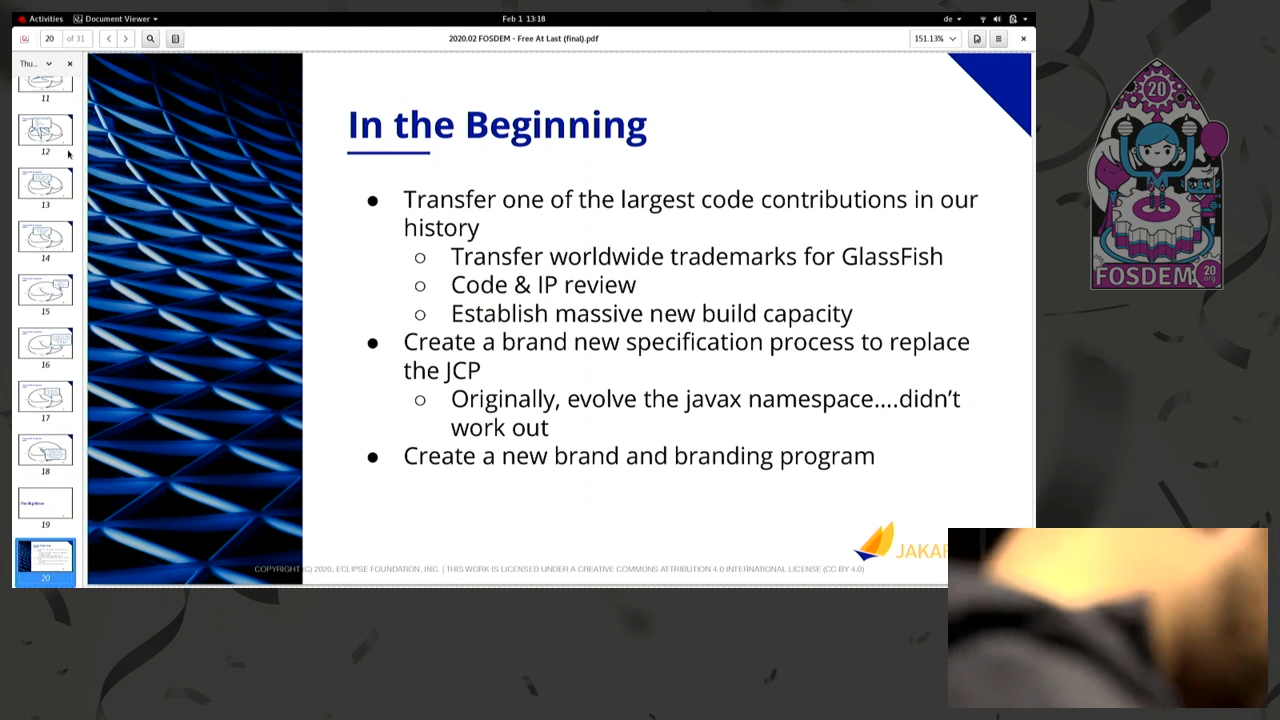 Activities Document Viewer Feb 1 13:18 de
20 of 31 2020.02 FOSDEM - Free At Last (final).pdf 151.13%
Thu...
11
12
13
14
15
16
17
18
19
20
In the Beginning
● Transfer one of the largest code contributions in our
history
○ Transfer worldwide trademarks for GlassFish
○ Code & IP review
○ Establish massive new build capacity
● Create a brand new specification process to replace
the JCP
○ Originally, evolve the javax namespace....didn't
work out
● Create a new brand and branding program
JAKAR
COPYRIGHT (C) 2020, ECLIPSE FOUNDATION, INC. | THIS WORK IS LICENSED UNDER A CREATIVE COMMONS ATTRIBUTION 4.0 INTERNATIONAL LICENSE (CC BY 4.0)
20
FOSDEM 20
.org